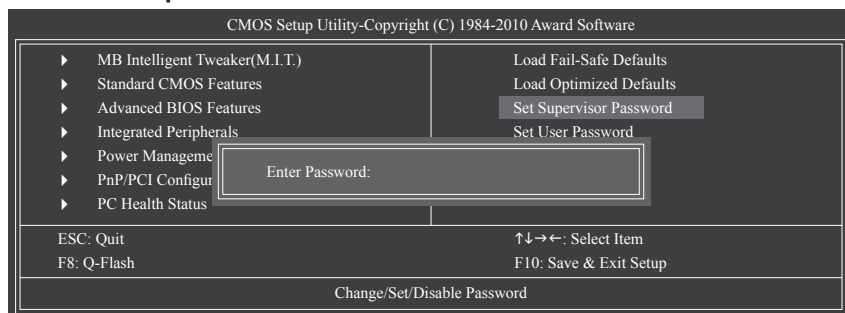 CMOS Setup Utility-Copyright (C) 1984-2010 Award Software
MB Intelligent Tweaker(M.I.T.)
Standard CMOS Features
Advanced BIOS Features
Integrated Peripherals
Power Manageme
PnP/PCI Configur
PC Health Status
Load Fail-Safe Defaults
Load Optimized Defaults
Set Supervisor Password
Set User Password
Enter Password:
ESC: Quit
F8: Q-Flash
↑↓→←: Select Item
F10: Save & Exit Setup
Change/Set/Disable Password